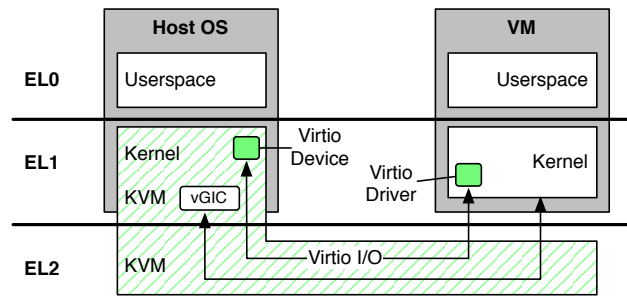 Host OS
VM
EL0
Userspace
Userspace
EL1
Kernel
Virtio
Device
Virtio
Driver
Kernel
KVM
vGIC
EL2
KVM
Virtio I/O